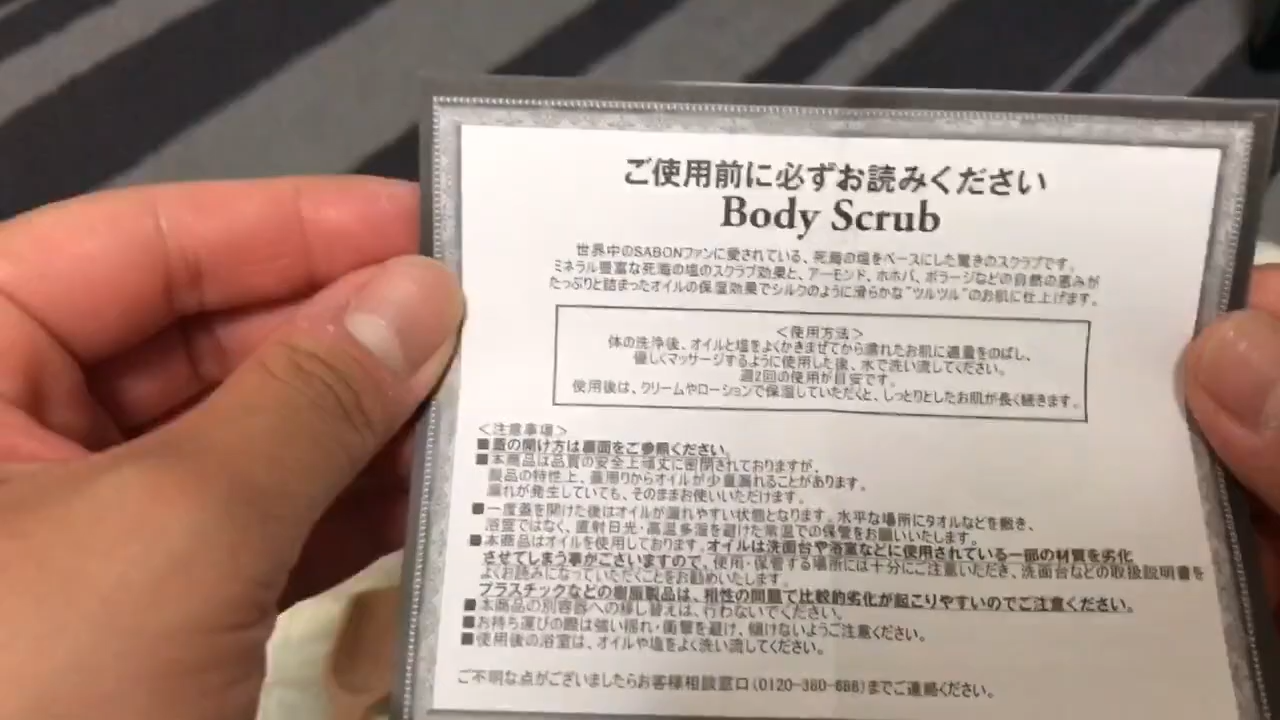 ご使用前に必ずお読みください
Body Scrub
世界中のSABONファンに愛されている、死海の塩をベースにした驚きのスクラブです。
ミネラル豊富な死海の塩のスクラブ効果と、アーモンド、ホホバ、ボラージなどの自然の恵みが
たっぷりと詰まったオイルの保湿効果でシルクのように滑らかな"ツルツル"のお肌に仕上げます。
＜使用方法＞
体の洗浄後、オイルと塩をよくかきまぜてから濡れたお肌に適量をのばし、
優しくマッサージするように使用した後、水で洗い流してください。
週2回の使用が目安です。
使用後は、クリームやローションで保湿していただくと、しっとりとしたお肌が長く続きます。
＜注意事項＞
■蓋の開け方は裏面をご参照ください。
■本商品は品質の安全上頑丈に密閉されておりますが、
製品の特性上、蓋周りからオイルが少量漏れることがあります。
漏れが発生していても、そのままお使いいただけます。
■一度蓋を開けた後はオイルが漏れやすい状態となります。水平な場所にタオルなどを敷き、
浴室ではなく、直射日光・高温多湿を避けた常温での保管をお願いいたします。
■本商品はオイルを使用しております。オイルは洗面台や浴室などに使用されている一部の材質を劣化
させてしまう事がございますので、使用・保管する場所には十分にご注意いただき、洗面台などの取扱説明書を
よくお読みになっていただくことをお勧めいたします。
プラスチックなどの樹脂製品は、相性の問題で比較的劣化が起こりやすいのでご注意ください。
■本商品の別容器への移し替えは、行わないでください。
■お持ち運びの際は強い揺れ・衝撃を避け、傾けないようご注意ください。
■使用後の浴室は、オイルや塩をよく洗い流してください。
ご不明な点がございましたらお客様相談窓口(0120-380-688)までご連絡ください。